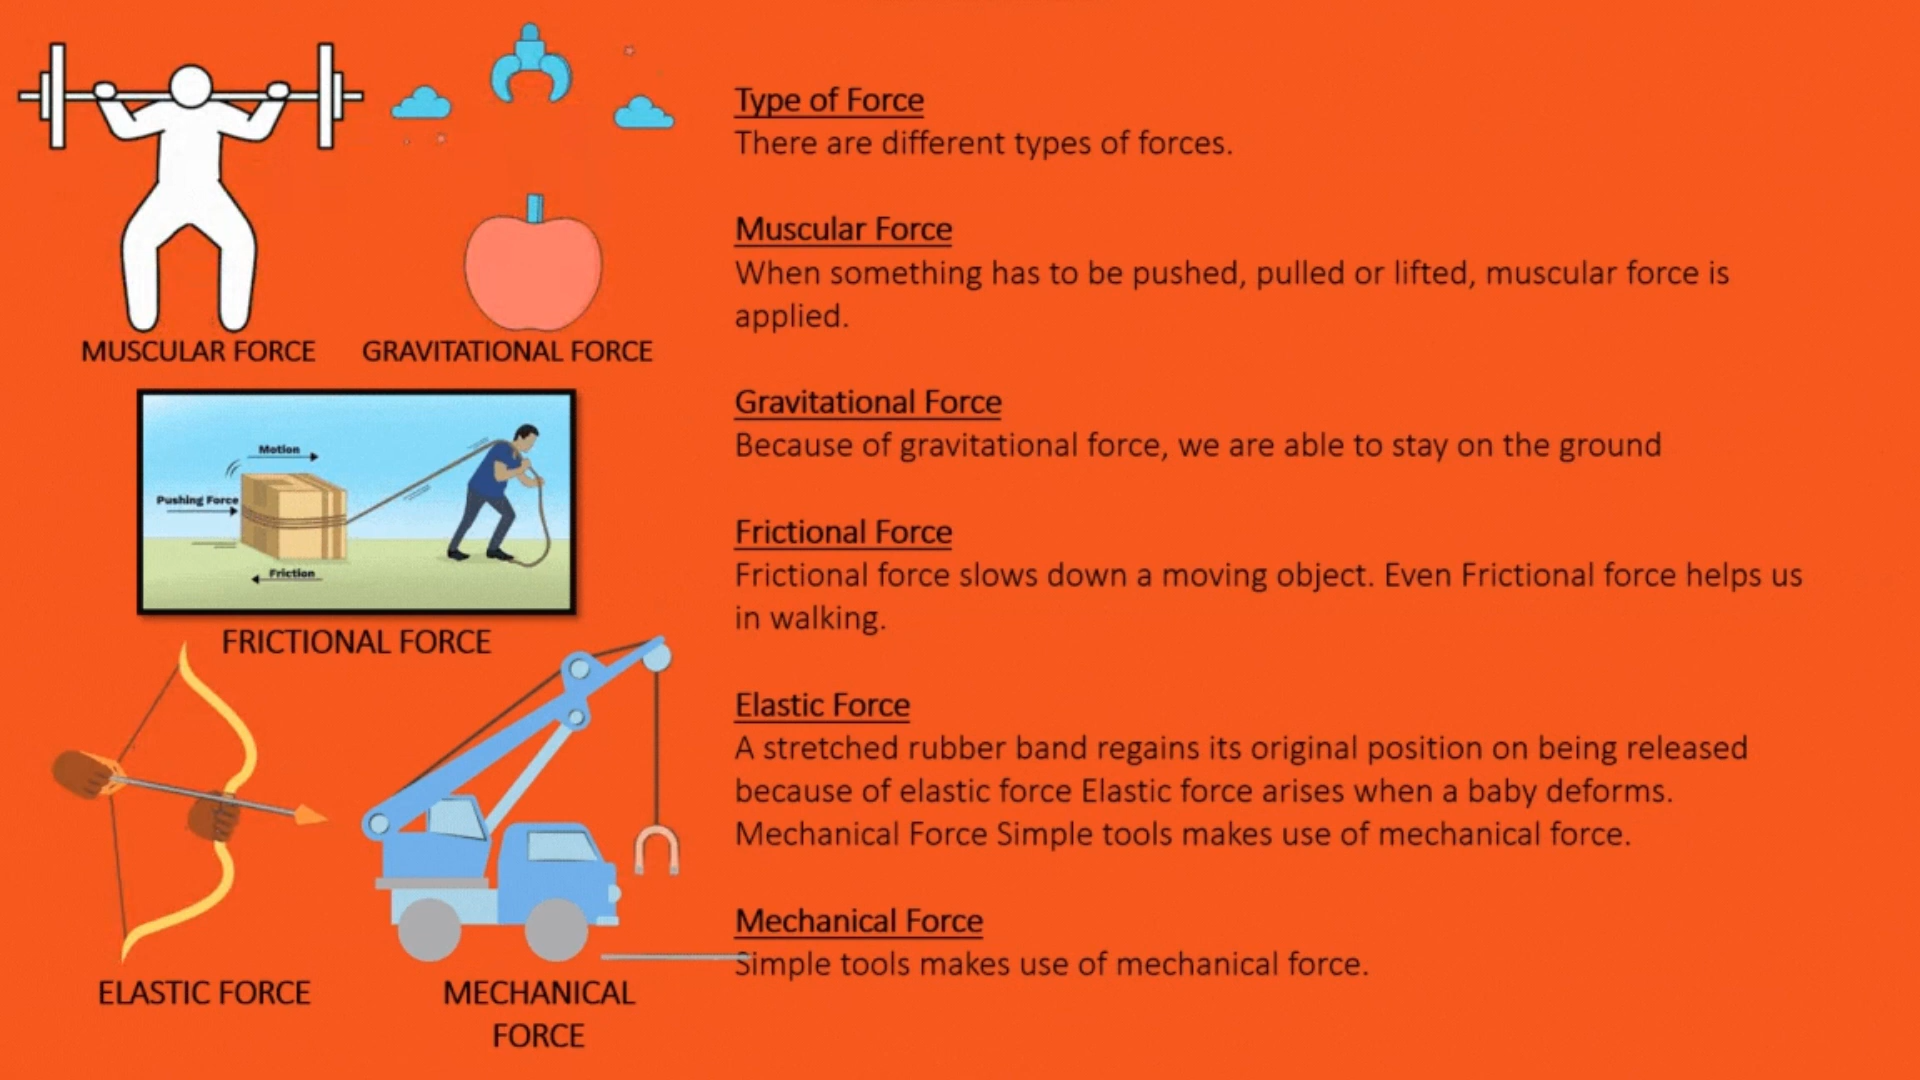 MUSCULAR FORCE
GRAVITATIONAL FORCE
Motion
Pushing Force
Friction
FRICTIONAL FORCE
ELASTIC FORCE
MECHANICAL
FORCE
Type of Force
There are different types of forces.
Muscular Force
When something has to be pushed, pulled or lifted, muscular force is
applied.
Gravitational Force
Because of gravitational force, we are able to stay on the ground
Frictional Force
Frictional force slows down a moving object. Even Frictional force helps us
in walking.
Elastic Force
A stretched rubber band regains its original position on being released
because of elastic force Elastic force arises when a baby deforms.
Mechanical Force Simple tools makes use of mechanical force.
Mechanical Force
Simple tools makes use of mechanical force.